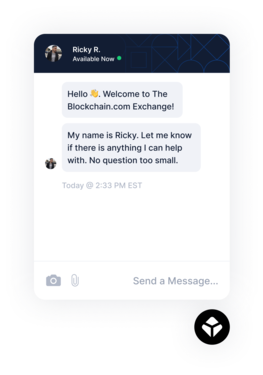 Ricky R.
Available Now
Hello 👋. Welcome to The
Blockchain.com Exchange!
My name is Ricky. Let me know
if there is anything I can help
with. No question too small.
Today @ 2:33 PM EST
Send a Message...